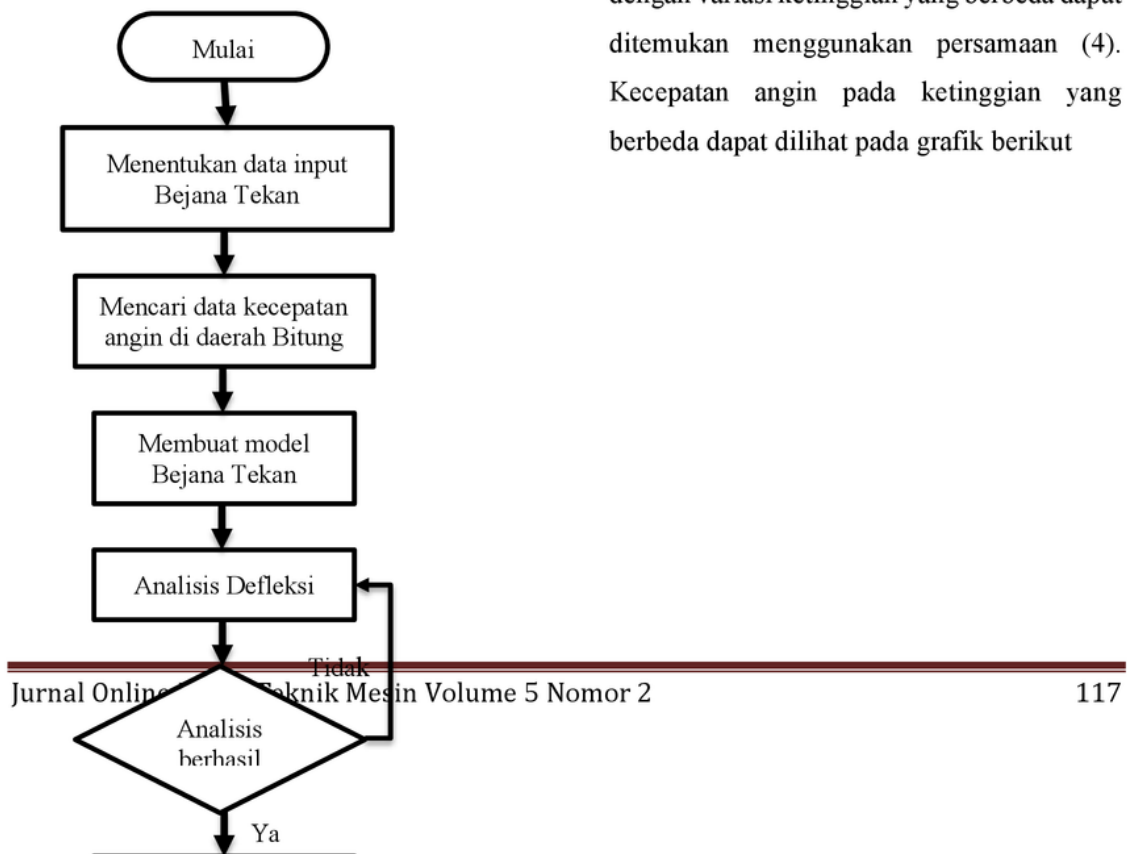 Mulai
Menentukan data input
Bejana Tekan
Mencari data kecepatan
angin di daerah Bitung
Membuat model
Bejana Tekan
Analisis Defleksi
Tidak
Analisis
berhasil
Ya
dengan variasi ketinggian yang berbeda dapat
ditemukan menggunakan persamaan (4).
Kecepatan angin pada ketinggian yang
berbeda dapat dilihat pada grafik berikut
Jurnal Online Teknik Mesin Volume 5 Nomor 2 117